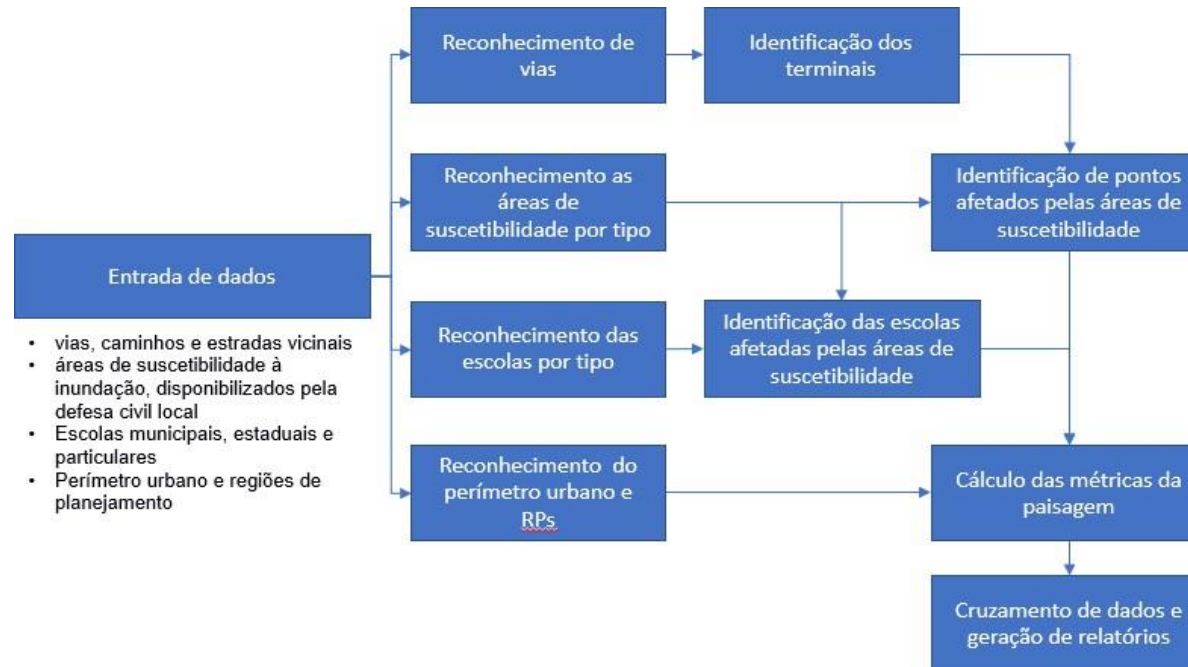 Reconhecimento de
vias
Identificação dos
terminais
Reconhecimento as
áreas de
suscetibilidade por tipo
Identificação de pontos
afetados pelas áreas de
suscetibilidade
Entrada de dados
• vias, caminhos e estradas vicinais
• áreas de suscetibilidade à
inundação, disponibilizados pela
defesa civil local
• Escolas municipais, estaduais e
particulares
• Perímetro urbano e regiões de
planejamento
Reconhecimento das
escolas por tipo
Identificação das escolas
afetadas pelas áreas de
suscetibilidade
Reconhecimento do
perímetro urbano e
RPs
Cálculo das métricas da
paisagem
Cruzamento de dados e
geração de relatórios